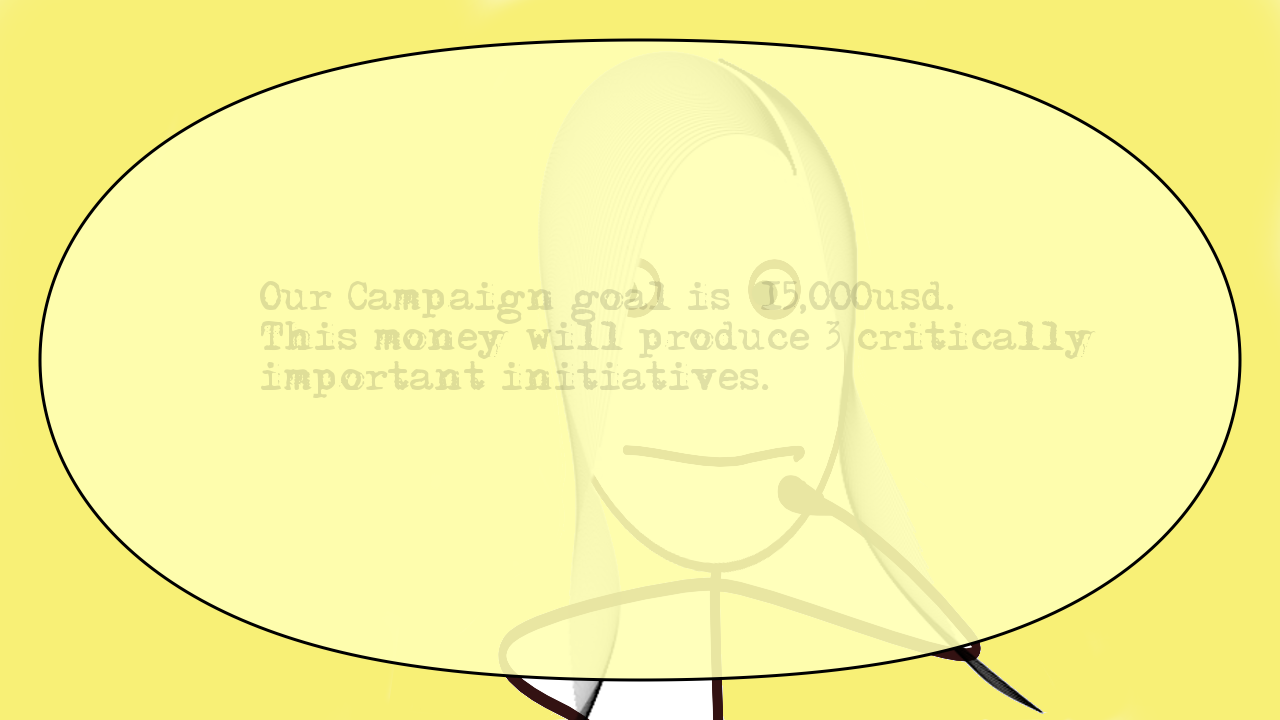 Our Campaign goal is 15,000usd.
This money will produce 3 critically
important initiatives.